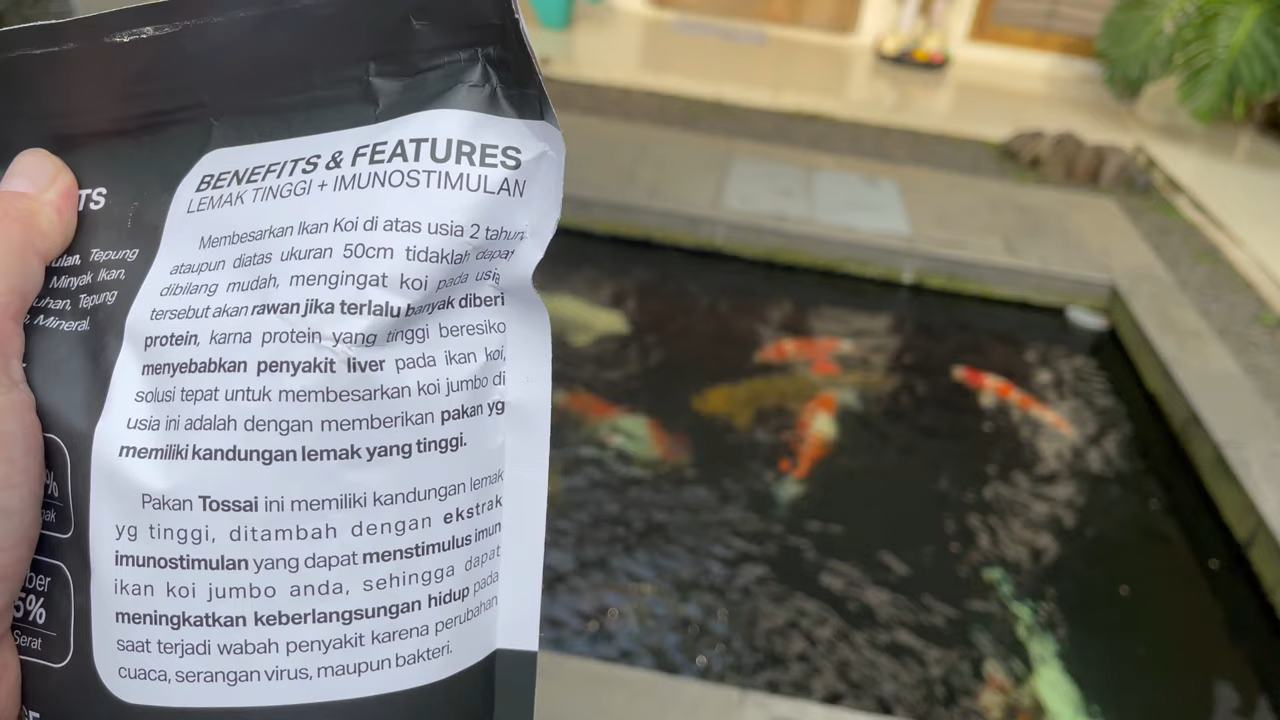 TS
ulan, Tepung
Minyak Ikan,
uhan, Tepung
, Mineral.
%
ak
ber
5%
Serat
BENEFITS & FEATURES
LEMAK TINGGI + IMUNOSTIMULAN
Membesarkan Ikan Koi di atas usia 2 tahun,
ataupun diatas ukuran 50cm tidaklah dapat
dibilang mudah, mengingat koi pada usia
tersebut akan rawan jika terlalu banyak diberi
protein, karna protein yang tinggi beresiko
menyebabkan penyakit liver pada ikan koi,
solusi tepat untuk membesarkan koi jumbo di
usia ini adalah dengan memberikan pakan yg
memiliki kandungan lemak yang tinggi.
Pakan Tossai ini memiliki kandungan lemak
yg tinggi, ditambah dengan ekstrak
imunostimulan yang dapat menstimulus imun
ikan koi jumbo anda, sehingga dapat
meningkatkan keberlangsungan hidup pada
saat terjadi wabah penyakit karena perubahan
cuaca, serangan virus, maupun bakteri.